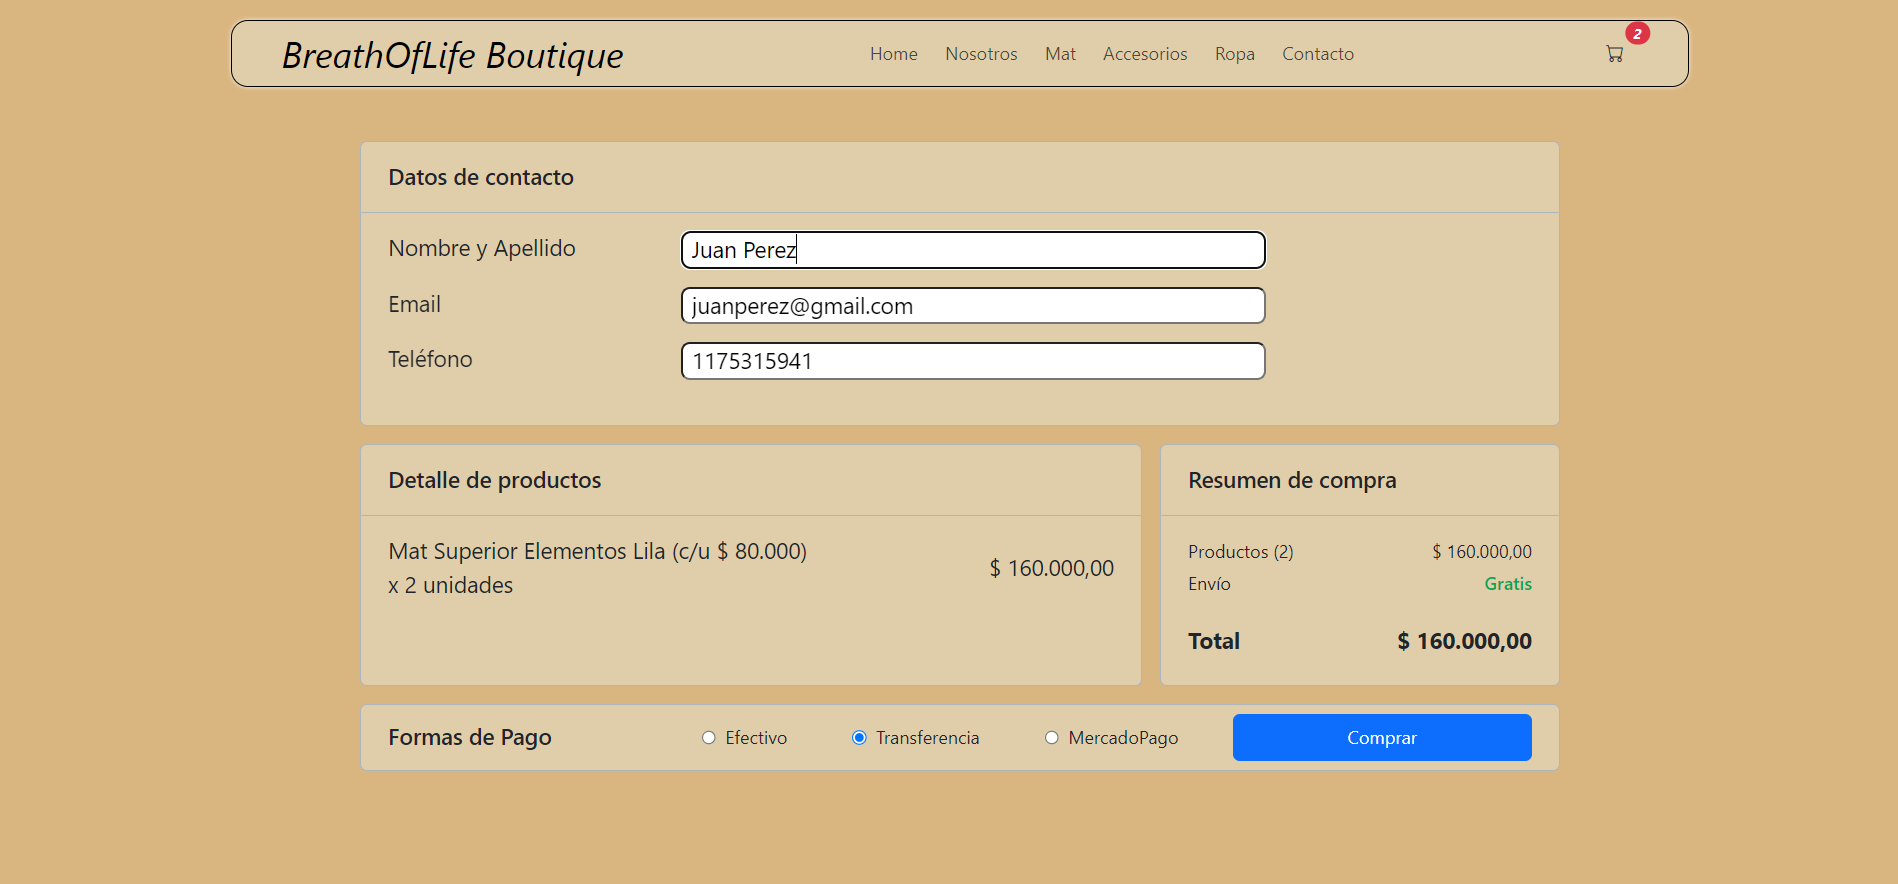 BreathOfLife Boutique
Home Nosotros Mat Accesorios Ropa Contacto
2
Datos de contacto
Nombre y Apellido Juan Perez
Email juanperez@gmail.com
Teléfono 1175315941
Detalle de productos
Mat Superior Elementos Lila (c/u $ 80.000)
x 2 unidades
$ 160.000,00
Resumen de compra
Productos (2) $ 160.000,00
Envío Gratis
Total $ 160.000,00
Formas de Pago Efectivo Transferencia MercadoPago Comprar